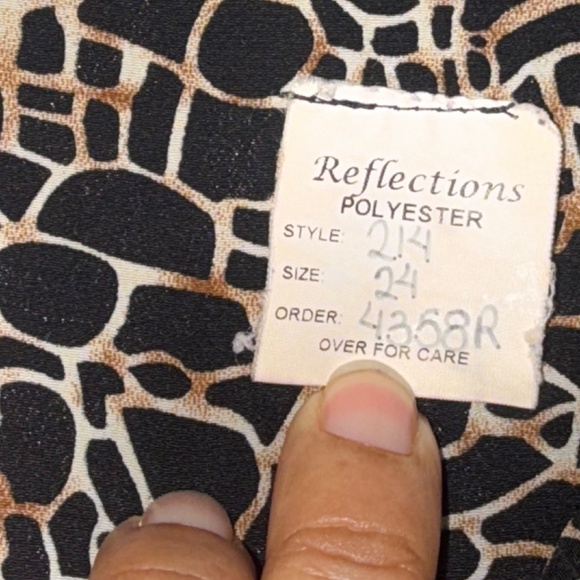 Reflections
POLYESTER
STYLE: 214
SIZE: 24
ORDER: 4358R
OVER FOR CARE